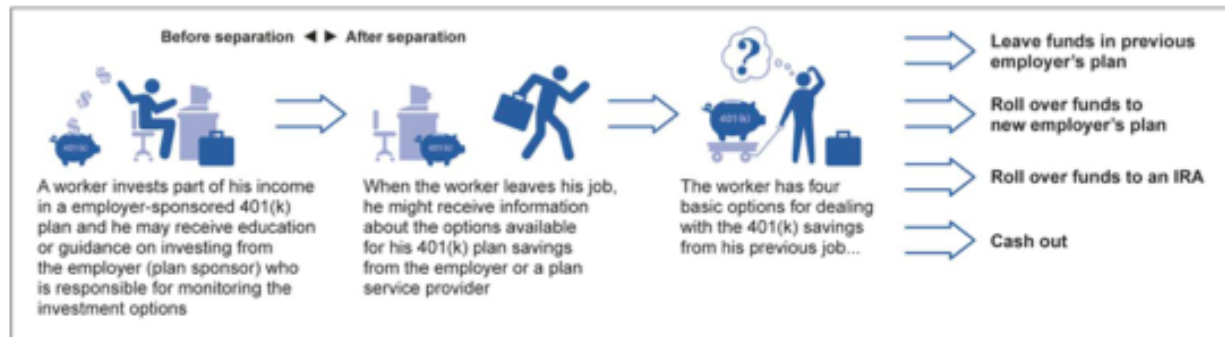 Before separation ◄ ► After separation
$
$
$
401(k)
A worker invests part of his income
in a employer-sponsored 401(k)
plan and he may receive education
or guidance on investing from
the employer (plan sponsor) who
is responsible for monitoring the
investment options
401(k)
When the worker leaves his job,
he might receive information
about the options available
for his 401(k) plan savings
from the employer or a plan
service provider
?
401(k)
The worker has four
basic options for dealing
with the 401(k) savings
from his previous job...
Leave funds in previous
employer's plan
Roll over funds to
new employer's plan
Roll over funds to an IRA
Cash out